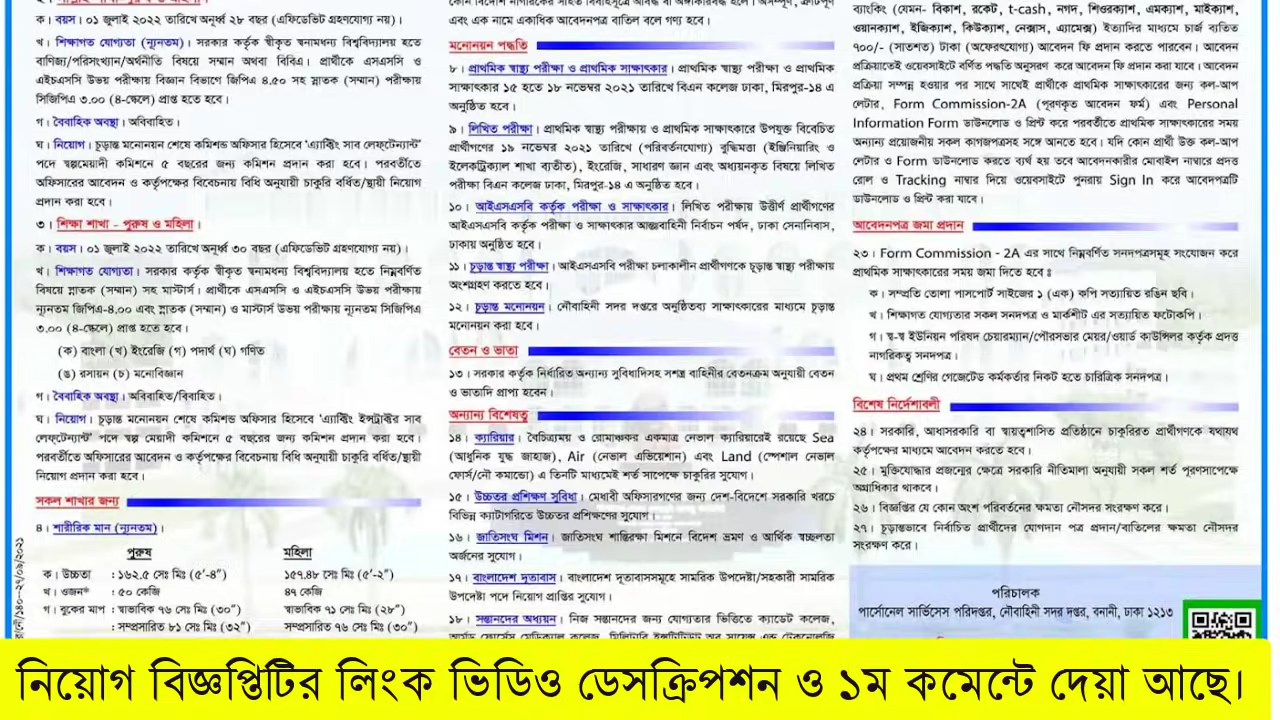 ক। বয়স। ০১ জুলাই ২০২২ তারিখে অনূর্ধ্ব ২৮ বছর (এফিডেভিট গ্রহণযোগ্য নয়)।
খ। শিক্ষাগত যোগ্যতা (ন্যূনতম)। সরকার কর্তৃক স্বীকৃত স্বনামধন্য বিশ্ববিদ্যালয় হতে
বাণিজ্য/পরিসংখ্যান/অর্থনীতি বিষয়ে সম্মান অথবা বিবিএ। প্রার্থীকে এসএসসি ও
এইচএসসি উভয় পরীক্ষায় বিজ্ঞান বিভাগে জিপিএ ৪.৫০ সহ স্নাতক (সম্মান) পরীক্ষায়
সিজিপিএ ৩.০০ (৪-স্কেলে) প্রাপ্ত হতে হবে।
গ। বৈবাহিক অবস্থা। অবিবাহিত।
ঘ। নিয়োগ। চূড়ান্ত মনোনয়ন শেষে কমিশন্ড অফিসার হিসেবে 'এ্যাক্টিং সাব লেফ্‌টেন্যান্ট'
পদে স্বল্পমেয়াদী কমিশনে ৫ বছরের জন্য কমিশন প্রদান করা হবে। পরবর্তীতে
অফিসারের আবেদন ও কর্তৃপক্ষের বিবেচনায় বিধি অনুযায়ী চাকুরি বর্ধিত/স্থায়ী নিয়োগ
প্রদান করা হবে।
৩। শিক্ষা শাখা - পুরুষ ও মহিলা।
ক। বয়স। ০১ জুলাই ২০২২ তারিখে অনূর্ধ্ব ৩০ বছর (এফিডেভিট গ্রহণযোগ্য নয়)।
খ। শিক্ষাগত যোগ্যতা। সরকার কর্তৃক স্বীকৃত স্বনামধন্য বিশ্ববিদ্যালয় হতে নিম্নবর্ণিত
বিষয়ে স্নাতক (সম্মান) সহ মাস্টার্স। প্রার্থীকে এসএসসি ও এইচএসসি উভয় পরীক্ষায়
ন্যূনতম জিপিএ-৪.০০ এবং স্নাতক (সম্মান) ও মাস্টার্স উভয় পরীক্ষায় ন্যূনতম সিজিপিএ
৩.০০ (৪-স্কেলে) প্রাপ্ত হতে হবে।
(ক) বাংলা (খ) ইংরেজি (গ) পদার্থ (ঘ) গণিত
(ঙ) রসায়ন (চ) মনোবিজ্ঞান
গ। বৈবাহিক অবস্থা। অবিবাহিত/বিবাহিত।
ঘ। নিয়োগ। চূড়ান্ত মনোনয়ন শেষে কমিশন্ড অফিসার হিসেবে 'এ্যাক্টিং ইন্সট্রাক্টর সাব
লেফ্‌টেন্যান্ট' পদে স্বল্প মেয়াদী কমিশনে ৫ বছরের জন্য কমিশন প্রদান করা হবে।
পরবর্তীতে অফিসারের আবেদন ও কর্তৃপক্ষের বিবেচনায় বিধি অনুযায়ী চাকুরি বর্ধিত/স্থায়ী
নিয়োগ প্রদান করা হবে।
সকল শাখার জন্য
৪। শারীরিক মান (ন্যূনতম)।
পুরুষ মহিলা
ক। উচ্চতা : ১৬২.৫ সেঃ মিঃ (৫'-৪") ১৫৭.৪৮ সেঃ মিঃ (৫'-২")
খ। ওজন* : ৫০ কেজি ৪৭ কেজি
গ। বুকের মাপ : স্বাভাবিক ৭৬ সেঃ মিঃ (৩০") স্বাভাবিক ৭১ সেঃ মিঃ (২৮")
: সম্প্রসারিত ৮১ সেঃ মিঃ (৩২") সম্প্রসারিত ৭৬ সেঃ মিঃ (৩০")
এবং এক নামে একাধিক আবেদনপত্র বাতিল বলে গণ্য হবে।
মনোনয়ন পদ্ধতি
৮। প্রাথমিক স্বাস্থ্য পরীক্ষা ও প্রাথমিক সাক্ষাৎকার। প্রাথমিক স্বাস্থ্য পরীক্ষা ও প্রাথমিক
সাক্ষাৎকার ১৫ হতে ১৮ নভেম্বর ২০২১ তারিখে বিএন কলেজ ঢাকা, মিরপুর-১৪ এ
অনুষ্ঠিত হবে।
৯। লিখিত পরীক্ষা। প্রাথমিক স্বাস্থ্য পরীক্ষায় ও প্রাথমিক সাক্ষাৎকারে উপযুক্ত বিবেচিত
প্রার্থীগণের ১৯ নভেম্বর ২০২১ তারিখে (পরিবর্তনযোগ্য) বুদ্ধিমত্তা (ইঞ্জিনিয়ারিং ও
ইলেকট্রিক্যাল শাখা ব্যতীত), ইংরেজি, সাধারণ জ্ঞান এবং অধ্যয়নকৃত বিষয়ে লিখিত
পরীক্ষা বিএন কলেজ ঢাকা, মিরপুর-১৪ এ অনুষ্ঠিত হবে।
১০। আইএসএসবি কর্তৃক পরীক্ষা ও সাক্ষাৎকার। লিখিত পরীক্ষায় উত্তীর্ণ প্রার্থীগণের
আইএসএসবি কর্তৃক পরীক্ষা ও সাক্ষাৎকার আন্তঃবাহিনী নির্বাচন পর্ষদ, ঢাকা সেনানিবাস,
ঢাকায় অনুষ্ঠিত হবে।
১১। চূড়ান্ত স্বাস্থ্য পরীক্ষা। আইএসএসবি পরীক্ষা চলাকালীন প্রার্থীগণকে চূড়ান্ত স্বাস্থ্য পরীক্ষায়
অংশগ্রহণ করতে হবে।
১২। চূড়ান্ত মনোনয়ন। নৌবাহিনী সদর দপ্তরে অনুষ্ঠিতব্য সাক্ষাৎকারের মাধ্যমে চূড়ান্ত
মনোনয়ন করা হবে।
বেতন ও ভাতা
১৩। সরকার কর্তৃক নির্ধারিত অন্যান্য সুবিধাদিসহ সশস্ত্র বাহিনীর বেতনক্রম অনুযায়ী বেতন
ও ভাতাদি প্রাপ্য হবেন।
অন্যান্য বিশেষত্ব
১৪। ক্যারিয়ার। বৈচিত্র্যময় ও রোমাঞ্চকর একমাত্র নেভাল ক্যারিয়ারেই রয়েছে Sea
(আধুনিক যুদ্ধ জাহাজ), Air (নেভাল এভিয়েশান) এবং Land (স্পেশাল নেভাল
ফোর্স/নৌ কমান্ডো) এ তিনটি মাধ্যমেই শর্ত সাপেক্ষে চাকুরির সুযোগ।
১৫। উচ্চতর প্রশিক্ষণ সুবিধা। মেধাবী অফিসারগণের জন্য দেশ-বিদেশে সরকারি খরচে
বিভিন্ন ক্যাটাগরিতে উচ্চতর প্রশিক্ষণের সুযোগ।
১৬। জাতিসংঘ মিশন। জাতিসংঘ শান্তিরক্ষা মিশনে বিদেশ ভ্রমণ ও আর্থিক স্বচ্ছলতা
অর্জনের সুযোগ।
১৭। বাংলাদেশ দূতাবাস। বাংলাদেশ দূতাবাসসমূহে সামরিক উপদেষ্টা/সহকারী সামরিক
উপদেষ্টা পদে নিয়োগ প্রাপ্তির সুযোগ।
১৮। সন্তানদের অধ্যয়ন। নিজ সন্তানদের জন্য যোগ্যতার ভিত্তিতে ক্যাডেট কলেজ,
ব্যাংকিং (যেমন- বিকাশ, রকেট, t-cash, নগদ, শিওরক্যাশ, এমক্যাশ, মাইক্যাশ,
ওয়ানক্যাশ, ইজিক্যাশ, কিউক্যাশ, নেক্সাস, এ্যামেক্স) ইত্যাদির মাধ্যমে চার্জ ব্যতিত
৭০০/- (সাতশত) টাকা (অফেরৎযোগ্য) আবেদন ফি প্রদান করতে পারবেন। আবেদন
প্রক্রিয়াতেই ওয়েবসাইটে বর্ণিত পদ্ধতি অনুসরণ করে আবেদন ফি প্রদান করা যাবে। আবেদন
প্রক্রিয়া সম্পন্ন হওয়ার পর সাথে সাথেই প্রার্থীকে প্রাথমিক সাক্ষাৎকারের জন্য কল-আপ
লেটার, Form Commission-2A (পূরণকৃত আবেদন ফর্ম) এবং Personal
Information Form ডাউনলোড ও প্রিন্ট করে পরবর্তীতে প্রাথমিক সাক্ষাৎকারের সময়
অন্যান্য প্রয়োজনীয় সকল কাগজপত্রসহ সঙ্গে আনতে হবে। যদি কোন প্রার্থী উক্ত কল-আপ
লেটার ও Form ডাউনলোড করতে ব্যর্থ হয় তবে আবেদনকারীর মোবাইল নাম্বারে প্রদত্ত
রোল ও Tracking নাম্বার দিয়ে ওয়েবসাইটে পুনরায় Sign In করে আবেদনপত্রটি
ডাউনলোড ও প্রিন্ট করা যাবে।
আবেদনপত্র জমা প্রদান
২৩। Form Commission - 2A এর সাথে নিম্নবর্ণিত সনদপত্রসমূহ সংযোজন করে
প্রাথমিক সাক্ষাৎকারের সময় জমা দিতে হবে ঃ
ক। সম্প্রতি তোলা পাসপোর্ট সাইজের ১ (এক) কপি সত্যায়িত রঙিন ছবি।
খ। শিক্ষাগত যোগ্যতার সকল সনদপত্র ও মার্কশীট এর সত্যায়িত ফটোকপি।
গ। স্ব-স্ব ইউনিয়ন পরিষদ চেয়ারম্যান/পৌরসভার মেয়র/ওয়ার্ড কাউন্সিলর কর্তৃক প্রদত্ত
নাগরিকত্ব সনদপত্র।
ঘ। প্রথম শ্রেণির গেজেটেড কর্মকর্তার নিকট হতে চারিত্রিক সনদপত্র।
বিশেষ নির্দেশাবলী
২৪। সরকারি, আধাসরকারি বা স্বায়ত্বশাসিত প্রতিষ্ঠানে চাকুরিরত প্রার্থীগণকে যথাযথ
কর্তৃপক্ষের মাধ্যমে আবেদন করতে হবে।
২৫। মুক্তিযোদ্ধার প্রজন্মের ক্ষেত্রে সরকারি নীতিমালা অনুযায়ী সকল শর্ত পূরণসাপেক্ষে
অগ্রাধিকার থাকবে।
২৬। বিজ্ঞপ্তির যে কোন অংশ পরিবর্তনের ক্ষমতা নৌসদর সংরক্ষণ করে।
২৭। চূড়ান্তভাবে নির্বাচিত প্রার্থীদের যোগদান পত্র প্রদান/বাতিলের ক্ষমতা নৌসদর
সংরক্ষণ করে।
পরিচালক
পার্সোনেল সার্ভিসেস পরিদপ্তর, নৌবাহিনী সদর দপ্তর, বনানী, ঢাকা ১২১৩
নিয়োগ বিজ্ঞপ্তিটির লিংক ভিডিও ডেসক্রিপশন ও ১ম কমেন্টে দেয়া আছে।